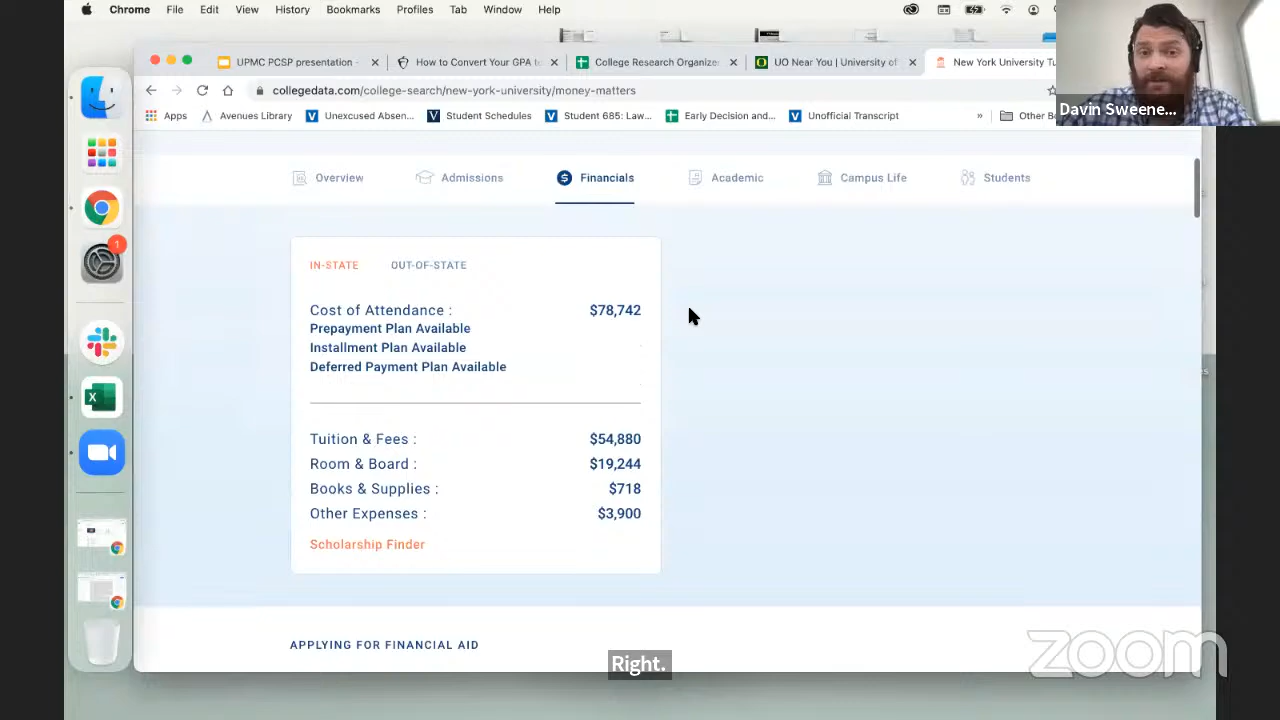 Chrome File Edit View History Bookmarks Profiles Tab Window Help
UPMC PCSP presentation -
How to Convert Your GPA t
College Research Organize
UO Near You | University of
New York University Tu
collegedata.com/college-search/new-york-university/money-matters
Apps
Avenues Library
Unexcused Absen...
Student Schedules
Student 685: Law...
Early Decision and...
Unofficial Transcript
»
Other Bo
Davin Sweene...
1
Overview
Admissions
Financials
Academic
Campus Life
Students
IN-STATE
OUT-OF-STATE
Cost of Attendance : $78,742
Prepayment Plan Available
Installment Plan Available
Deferred Payment Plan Available
Tuition & Fees : $54,880
Room & Board : $19,244
Books & Supplies : $718
Other Expenses : $3,900
Scholarship Finder
APPLYING FOR FINANCIAL AID
Right.
zoom